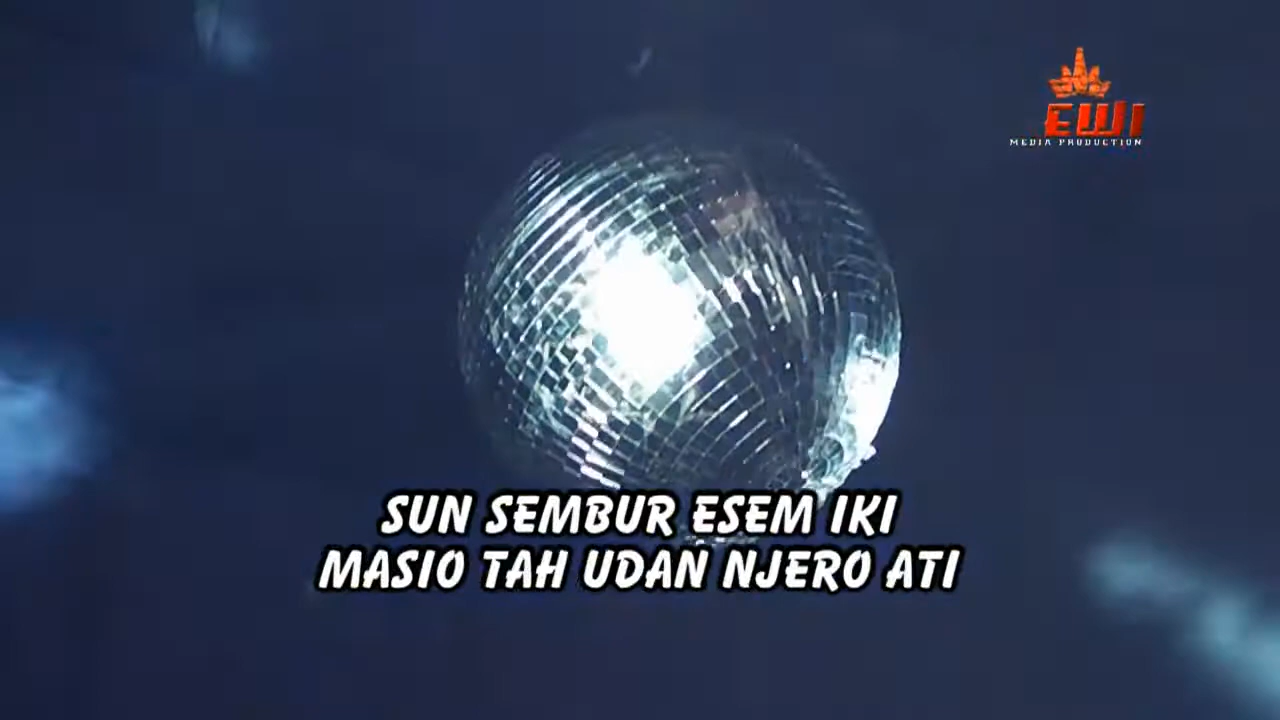 EWI
MEDIA PRODUCTION
SUN SEMBUR ESEM IKI
MASIO TAH UDAN NJERO ATI